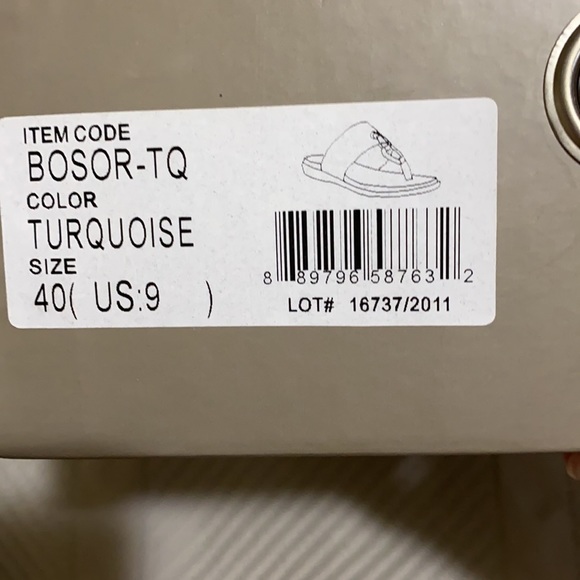 ITEM CODE
BOSOR-TQ
COLOR
TURQUOISE
SIZE
40( US:9 )
8 89796 58763 2
LOT# 16737/2011